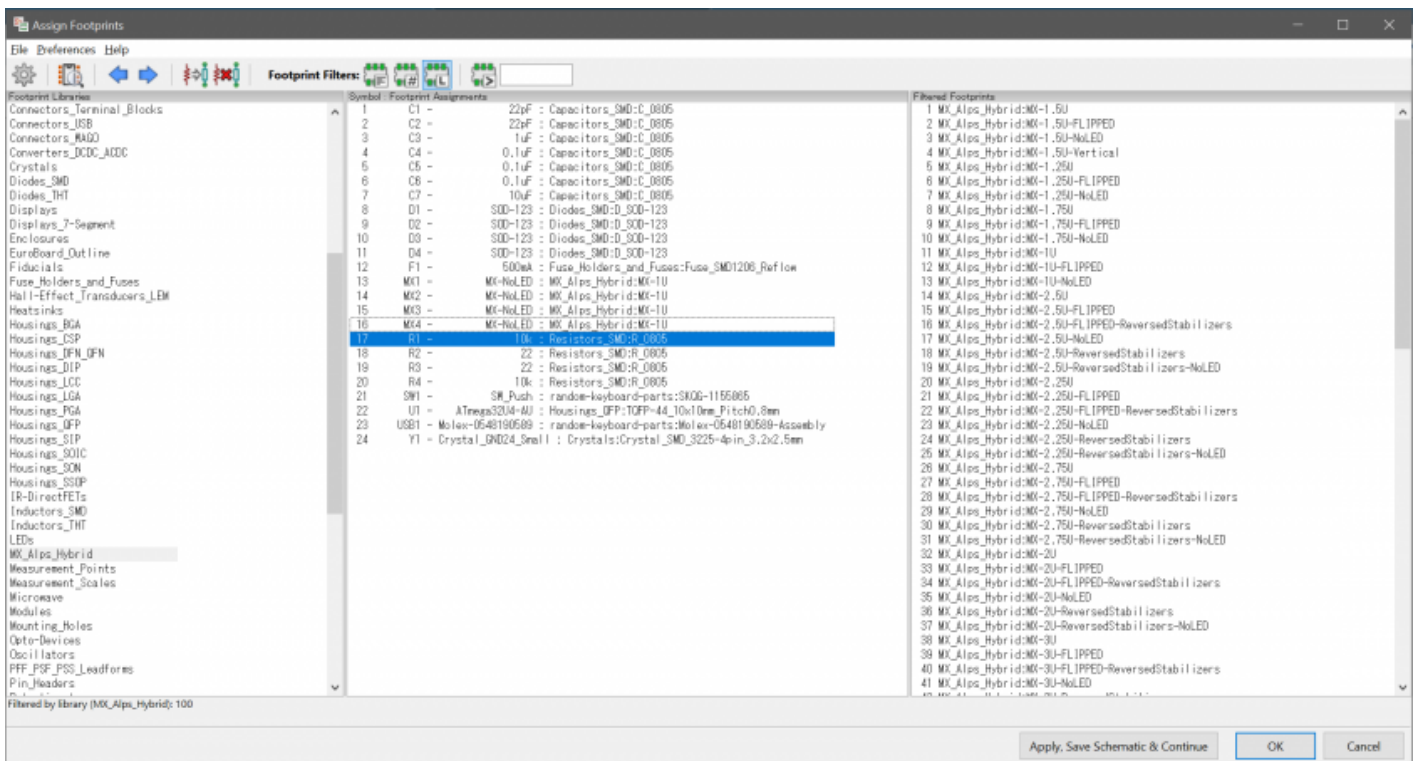 Assign Footprints
File Preferences Help
Footprint Filters:
Footprint Libraries
Connectors_Terminal_Blocks
Connectors_USB
Connectors_WAGO
Converters_DCDC_ACDC
Crystals
Diodes_SMD
Diodes_THT
Displays
Displays_7-Segment
Enclosures
EuroBoard_Outline
Fiducials
Fuse_Holders_and_Fuses
Hall-Effect_Transducers_LEM
Heatsinks
Housings_BGA
Housings_CSP
Housings_DFN_QFN
Housings_DIP
Housings_LCC
Housings_LGA
Housings_PGA
Housings_QFP
Housings_SIP
Housings_SOIC
Housings_SON
Housings_SSOP
IR-DirectFETs
Inductors_SMD
Inductors_THT
LEDs
MX_Alps_Hybrid
Measurement_Points
Measurement_Scales
Microwave
Modules
Mounting_Holes
Opto-Devices
Oscillators
PFF_PSF_PSS_Leadforms
Pin_Headers
Symbol : Footprint Assignments
1 C1 - 22pF : Capacitors_SMD:C_0805
2 C2 - 22pF : Capacitors_SMD:C_0805
3 C3 - 1uF : Capacitors_SMD:C_0805
4 C4 - 0.1uF : Capacitors_SMD:C_0805
5 C5 - 0.1uF : Capacitors_SMD:C_0805
6 C6 - 0.1uF : Capacitors_SMD:C_0805
7 C7 - 10uF : Capacitors_SMD:C_0805
8 D1 - SOD-123 : Diodes_SMD:D_SOD-123
9 D2 - SOD-123 : Diodes_SMD:D_SOD-123
10 D3 - SOD-123 : Diodes_SMD:D_SOD-123
11 D4 - SOD-123 : Diodes_SMD:D_SOD-123
12 F1 - 500mA : Fuse_Holders_and_Fuses:Fuse_SMD1206_Reflow
13 MX1 - MX-NoLED : MX_Alps_Hybrid:MX-1U
14 MX2 - MX-NoLED : MX_Alps_Hybrid:MX-1U
15 MX3 - MX-NoLED : MX_Alps_Hybrid:MX-1U
16 MX4 - MX-NoLED : MX_Alps_Hybrid:MX-1U
17 R1 - 10k : Resistors_SMD:R_0805
18 R2 - 22 : Resistors_SMD:R_0805
19 R3 - 22 : Resistors_SMD:R_0805
20 R4 - 10k : Resistors_SMD:R_0805
21 SW1 - SW_Push : random-keyboard-parts:SKQG-1155865
22 U1 - ATmega32U4-AU : Housings_QFP:TQFP-44_10x10mm_Pitch0.8mm
23 USB1 - Molex-0548190589 : random-keyboard-parts:Molex-0548190589-Assembly
24 Y1 - Crystal_GND24_Small : Crystals:Crystal_SMD_3225-4pin_3.2x2.5mm
Filtered Footprints
1 MX_Alps_Hybrid:MX-1.5U
2 MX_Alps_Hybrid:MX-1.5U-FLIPPED
3 MX_Alps_Hybrid:MX-1.5U-NoLED
4 MX_Alps_Hybrid:MX-1.5U-Vertical
5 MX_Alps_Hybrid:MX-1.25U
6 MX_Alps_Hybrid:MX-1.25U-FLIPPED
7 MX_Alps_Hybrid:MX-1.25U-NoLED
8 MX_Alps_Hybrid:MX-1.75U
9 MX_Alps_Hybrid:MX-1.75U-FLIPPED
10 MX_Alps_Hybrid:MX-1.75U-NoLED
11 MX_Alps_Hybrid:MX-1U
12 MX_Alps_Hybrid:MX-1U-FLIPPED
13 MX_Alps_Hybrid:MX-1U-NoLED
14 MX_Alps_Hybrid:MX-2.5U
15 MX_Alps_Hybrid:MX-2.5U-FLIPPED
16 MX_Alps_Hybrid:MX-2.5U-FLIPPED-ReversedStabilizers
17 MX_Alps_Hybrid:MX-2.5U-NoLED
18 MX_Alps_Hybrid:MX-2.5U-ReversedStabilizers
19 MX_Alps_Hybrid:MX-2.5U-ReversedStabilizers-NoLED
20 MX_Alps_Hybrid:MX-2.25U
21 MX_Alps_Hybrid:MX-2.25U-FLIPPED
22 MX_Alps_Hybrid:MX-2.25U-FLIPPED-ReversedStabilizers
23 MX_Alps_Hybrid:MX-2.25U-NoLED
24 MX_Alps_Hybrid:MX-2.25U-ReversedStabilizers
25 MX_Alps_Hybrid:MX-2.25U-ReversedStabilizers-NoLED
26 MX_Alps_Hybrid:MX-2.75U
27 MX_Alps_Hybrid:MX-2.75U-FLIPPED
28 MX_Alps_Hybrid:MX-2.75U-FLIPPED-ReversedStabilizers
29 MX_Alps_Hybrid:MX-2.75U-NoLED
30 MX_Alps_Hybrid:MX-2.75U-ReversedStabilizers
31 MX_Alps_Hybrid:MX-2.75U-ReversedStabilizers-NoLED
32 MX_Alps_Hybrid:MX-2U
33 MX_Alps_Hybrid:MX-2U-FLIPPED
34 MX_Alps_Hybrid:MX-2U-FLIPPED-ReversedStabilizers
35 MX_Alps_Hybrid:MX-2U-NoLED
36 MX_Alps_Hybrid:MX-2U-ReversedStabilizers
37 MX_Alps_Hybrid:MX-2U-ReversedStabilizers-NoLED
38 MX_Alps_Hybrid:MX-3U
39 MX_Alps_Hybrid:MX-3U-FLIPPED
40 MX_Alps_Hybrid:MX-3U-FLIPPED-ReversedStabilizers
41 MX_Alps_Hybrid:MX-3U-NoLED
Filtered by library (MX_Alps_Hybrid): 100
Apply, Save Schematic & Continue
OK
Cancel